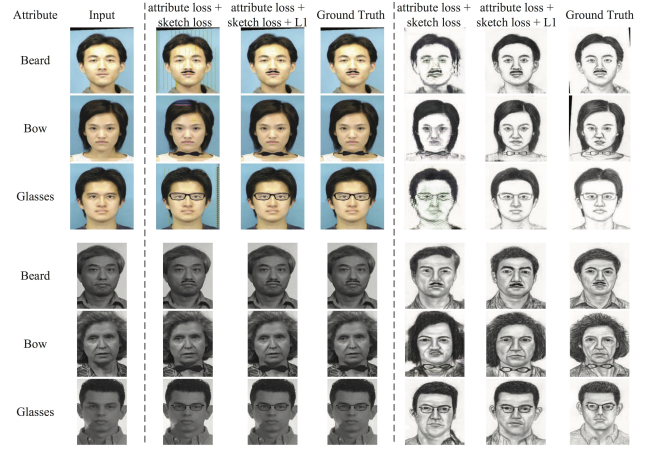 Attribute
Input
attribute loss +
sketch loss
attribute loss +
sketch loss + L1
Ground Truth
attribute loss +
sketch loss
attribute loss +
sketch loss + L1
Ground Truth
Beard
Bow
Glasses
Beard
Bow
Glasses